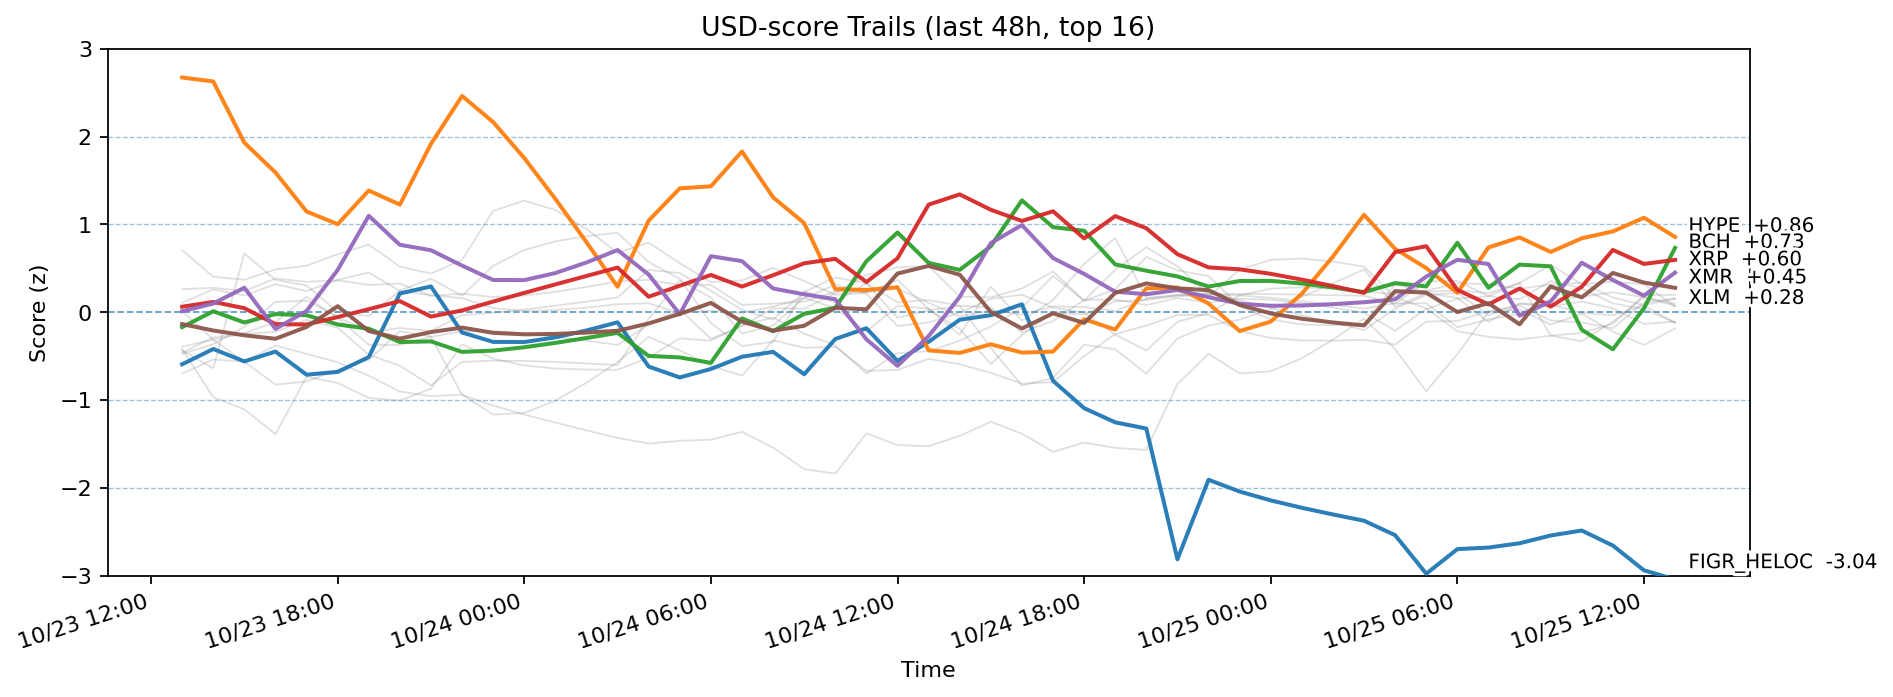 USD-score Trails (last 48h, top 16)
Score (z)
3
2
1
0
−1
−2
−3
HYPE +0.86
BCH +0.73
XRP +0.60
XMR +0.45
XLM +0.28
FIGR_HELOC -3.04
10/23 12:00
10/23 18:00
10/24 00:00
10/24 06:00
10/24 12:00
10/24 18:00
10/25 00:00
10/25 06:00
10/25 12:00
Time